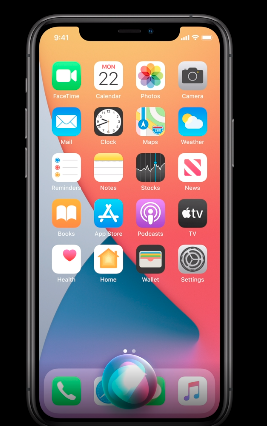 9:41
MON
22
FaceTime Calendar Photos Camera
Mail Clock Maps Weather
Reminders Notes Stocks News
Books App Store Podcasts TV
tv
Health Home Wallet Settings